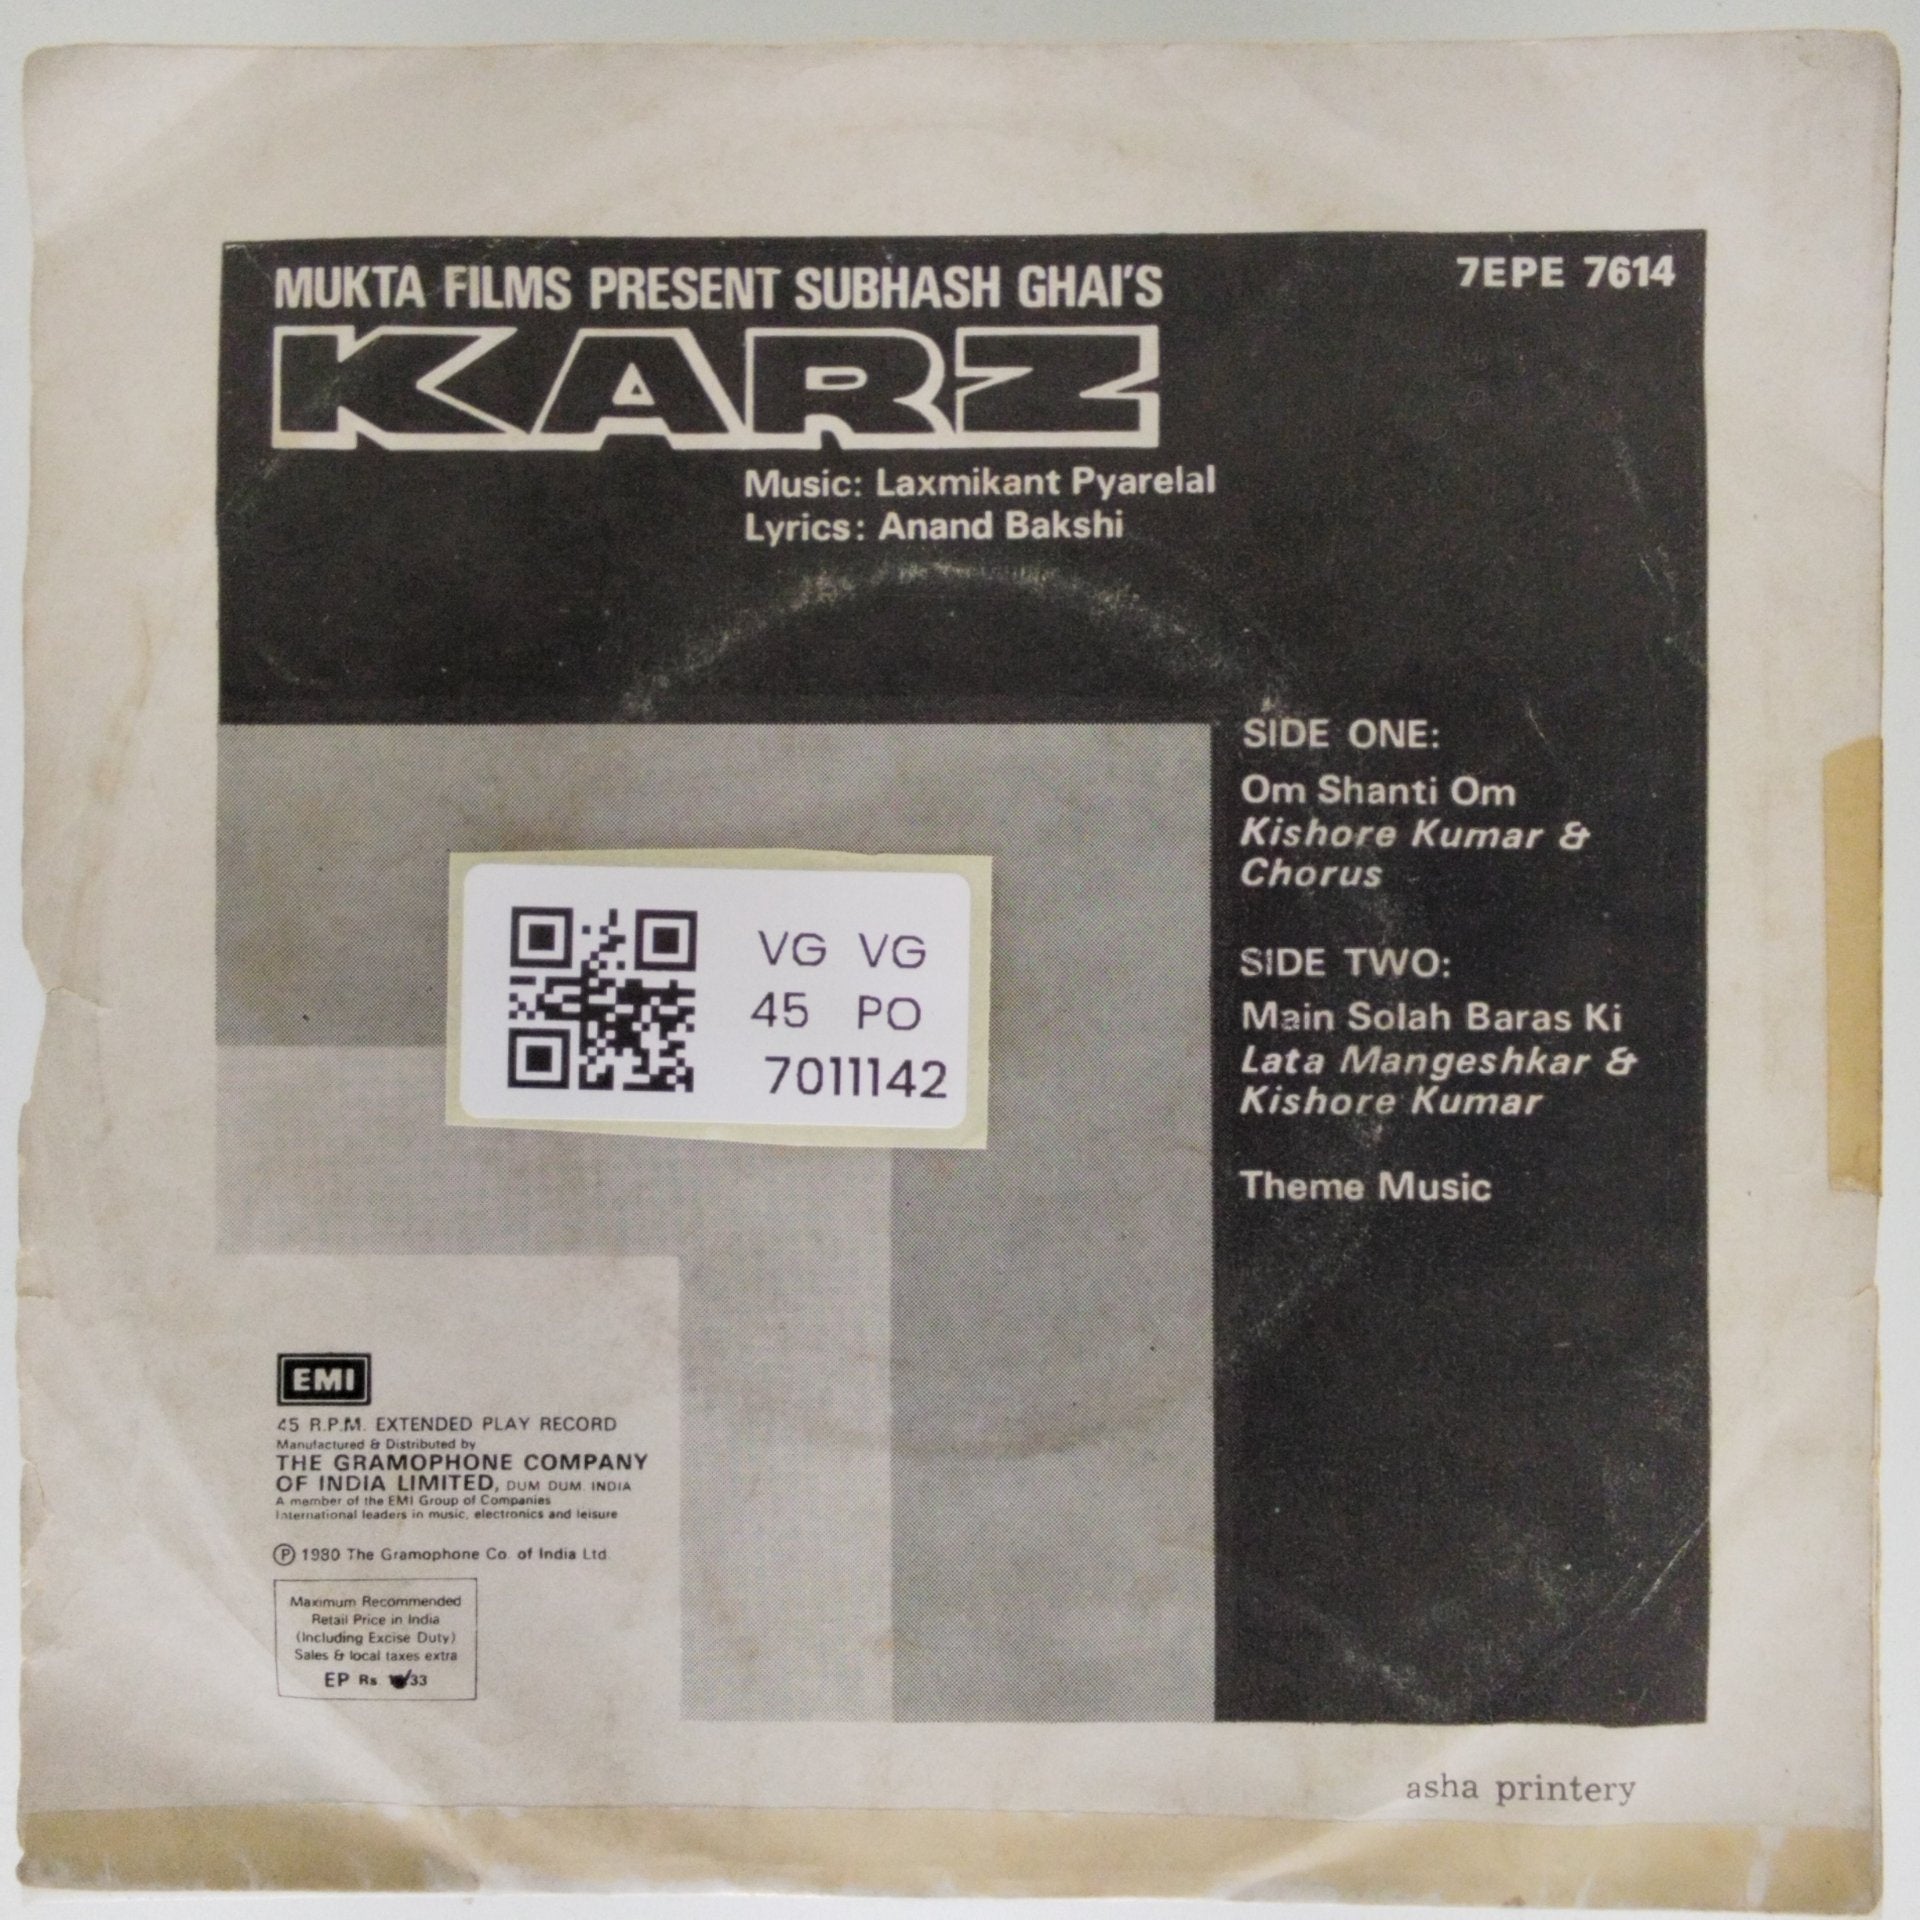 MUKTA FILMS PRESENT SUBHASH GHAI'S
7EPE 7614
KARZ
Music: Laxmikant Pyarelal
Lyrics: Anand Bakshi
SIDE ONE:
Om Shanti Om
Kishore Kumar &
Chorus
SIDE TWO:
Main Solah Baras Ki
Lata Mangeshkar &
Kishore Kumar
Theme Music
VG VG
45 PO
7011142
EMI
45 R.P.M. EXTENDED PLAY RECORD
Manufactured & Distributed by
THE GRAMOPHONE COMPANY
OF INDIA LIMITED, DUM DUM. INDIA
A member of the EMI Group of Companies
International leaders in music, electronics and leisure
Ⓟ 1980 The Gramophone Co. of India Ltd.
Maximum Recommended
Retail Price in India
(Including Excise Duty)
Sales & local taxes extra
EP Rs. /33
asha printery